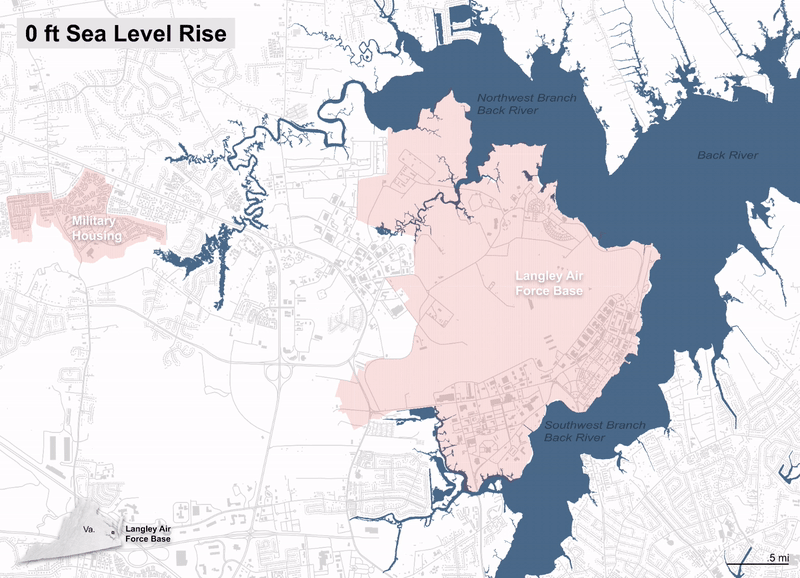 0 ft Sea Level Rise
Northwest Branch
Back River
Back River
Military
Housing
Langley Air
Force Base
Southwest Branch
Back River
Va.
Langley Air
Force Base
.5 mi